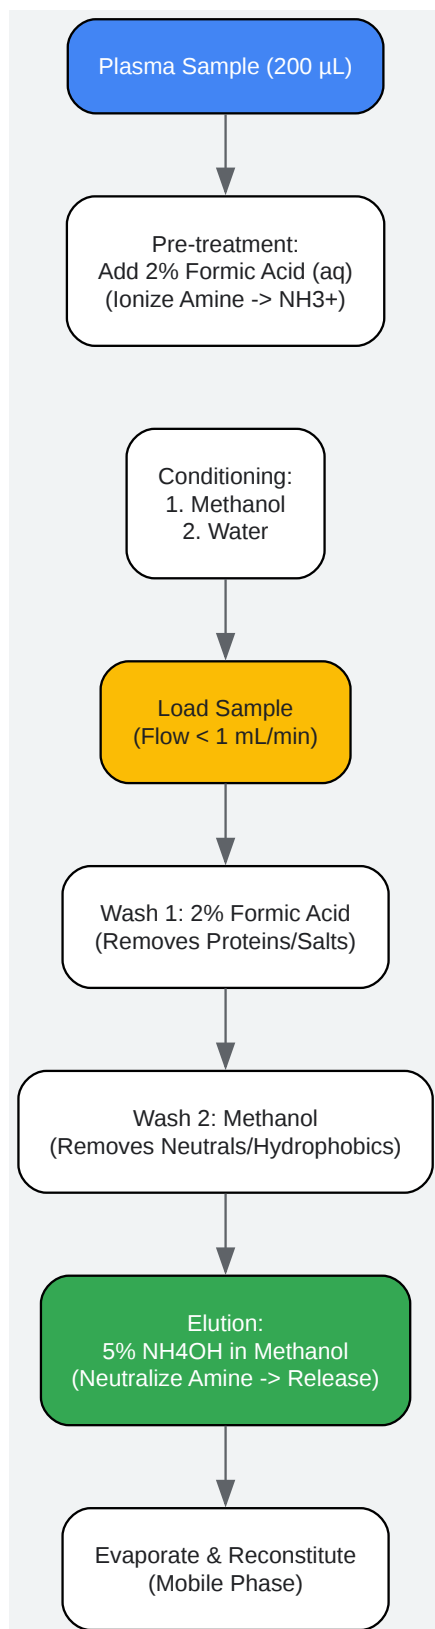 Plasma Sample (200 µL)
Pre-treatment:
Add 2% Formic Acid (aq)
(Ionize Amine -> NH3+)
Conditioning:
1. Methanol
2. Water
Load Sample
(Flow < 1 mL/min)
Wash 1: 2% Formic Acid
(Removes Proteins/Salts)
Wash 2: Methanol
(Removes Neutrals/Hydrophobics)
Elution:
5% NH4OH in Methanol
(Neutralize Amine -> Release)
Evaporate & Reconstitute
(Mobile Phase)